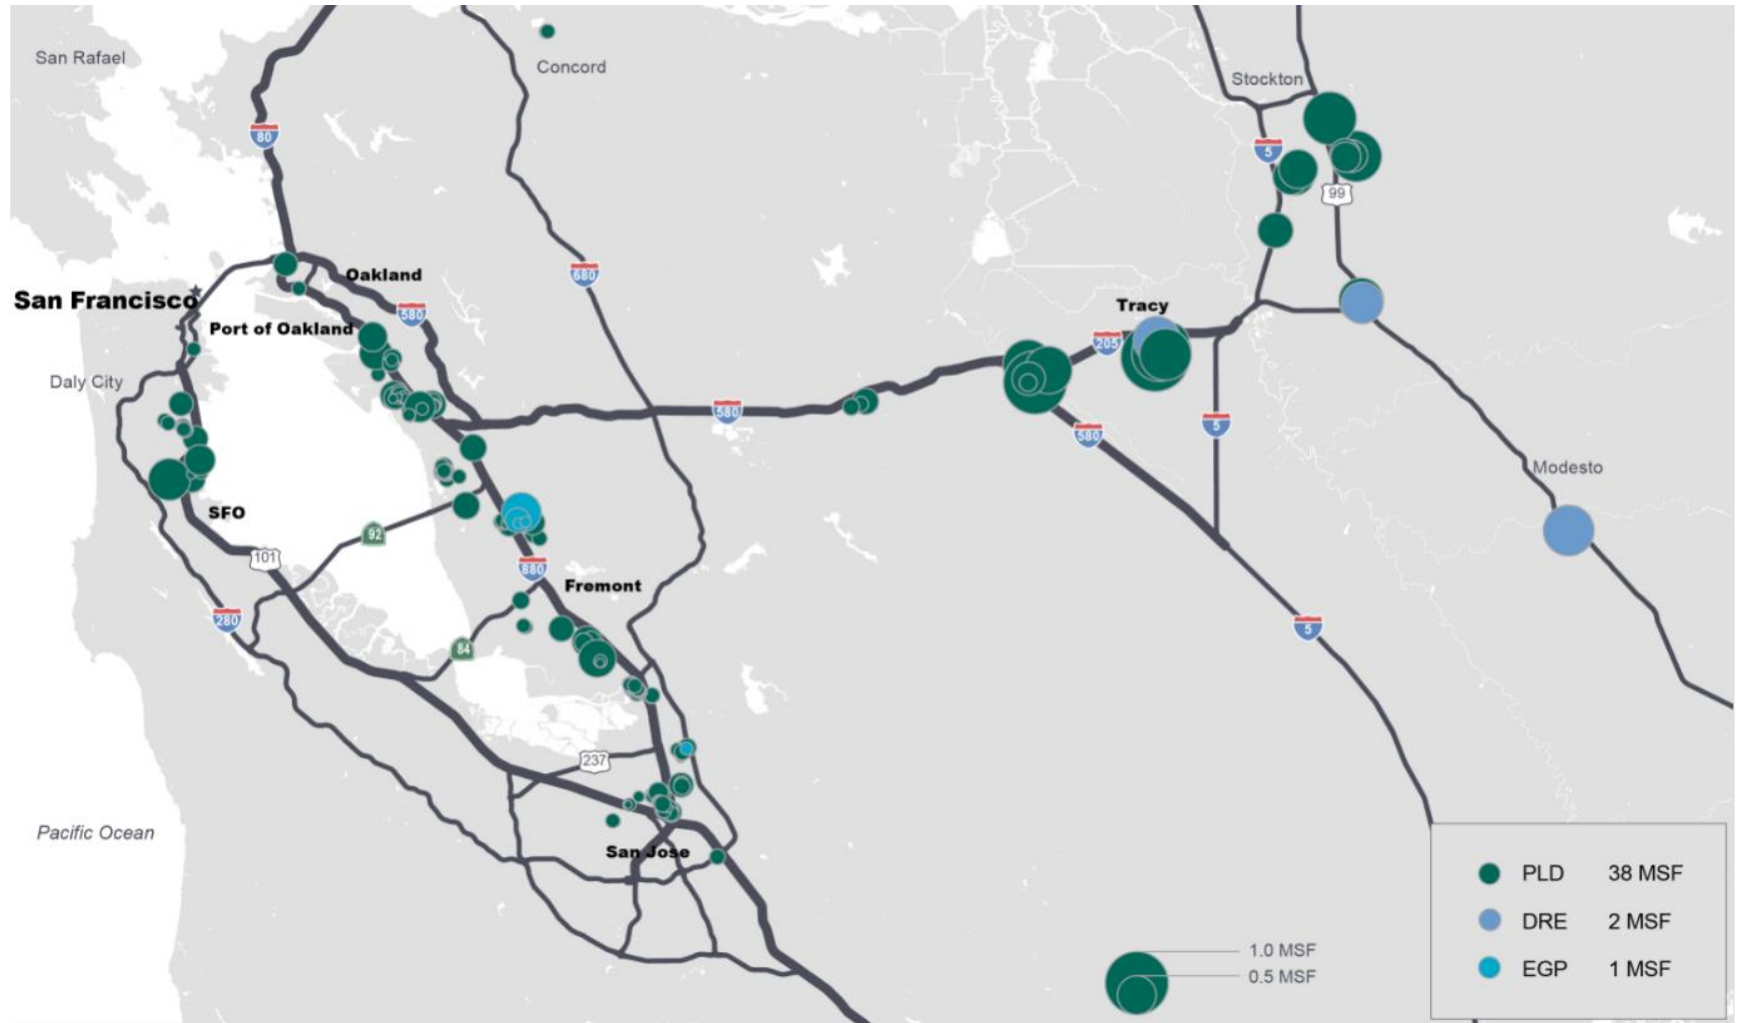 San Rafael
Concord
Stockton
80
5
99
Oakland
680
San Francisco
580
Tracy
Port of Oakland
205
Daly City
580
5
580
Modesto
SFO
92
101
880
Fremont
280
5
84
237
Pacific Ocean
San Jose
PLD 38 MSF
DRE 2 MSF
EGP 1 MSF
1.0 MSF
0.5 MSF